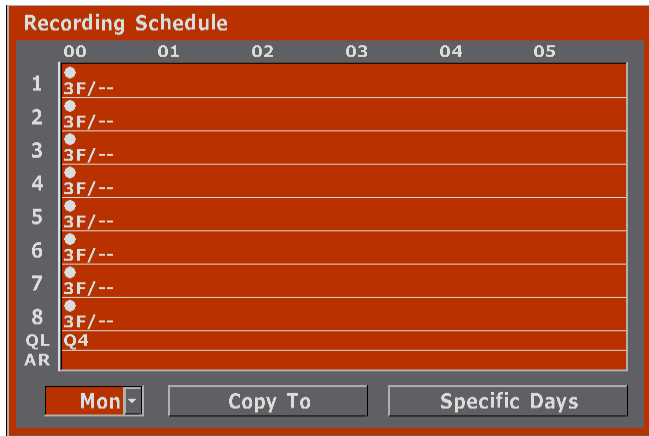 Recording Schedule
00 01 02 03 04 05
1 3F/--
2 3F/--
3 3F/--
4 3F/--
5 3F/--
6 3F/--
7 3F/--
8 3F/--
QL Q4
AR
Mon Copy To Specific Days